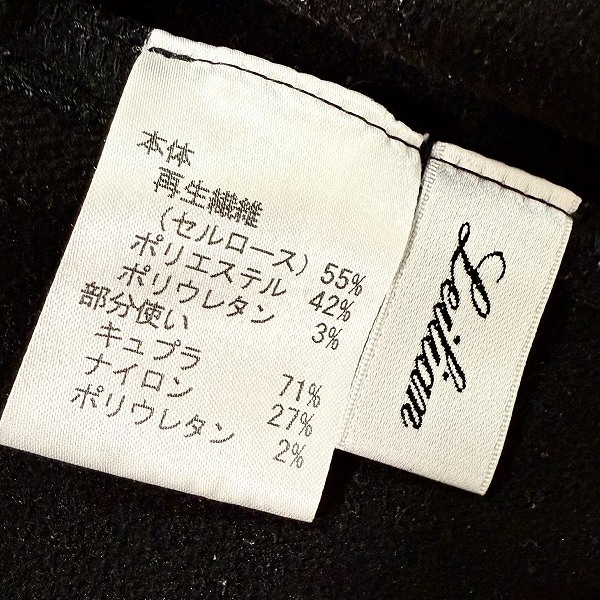 本体
再生繊維
(セルロース) 55%
ポリエステル 42%
ポリウレタン 3%
部分使い
キュプラ 71%
ナイロン 27%
ポリウレタン 2%
Leilian